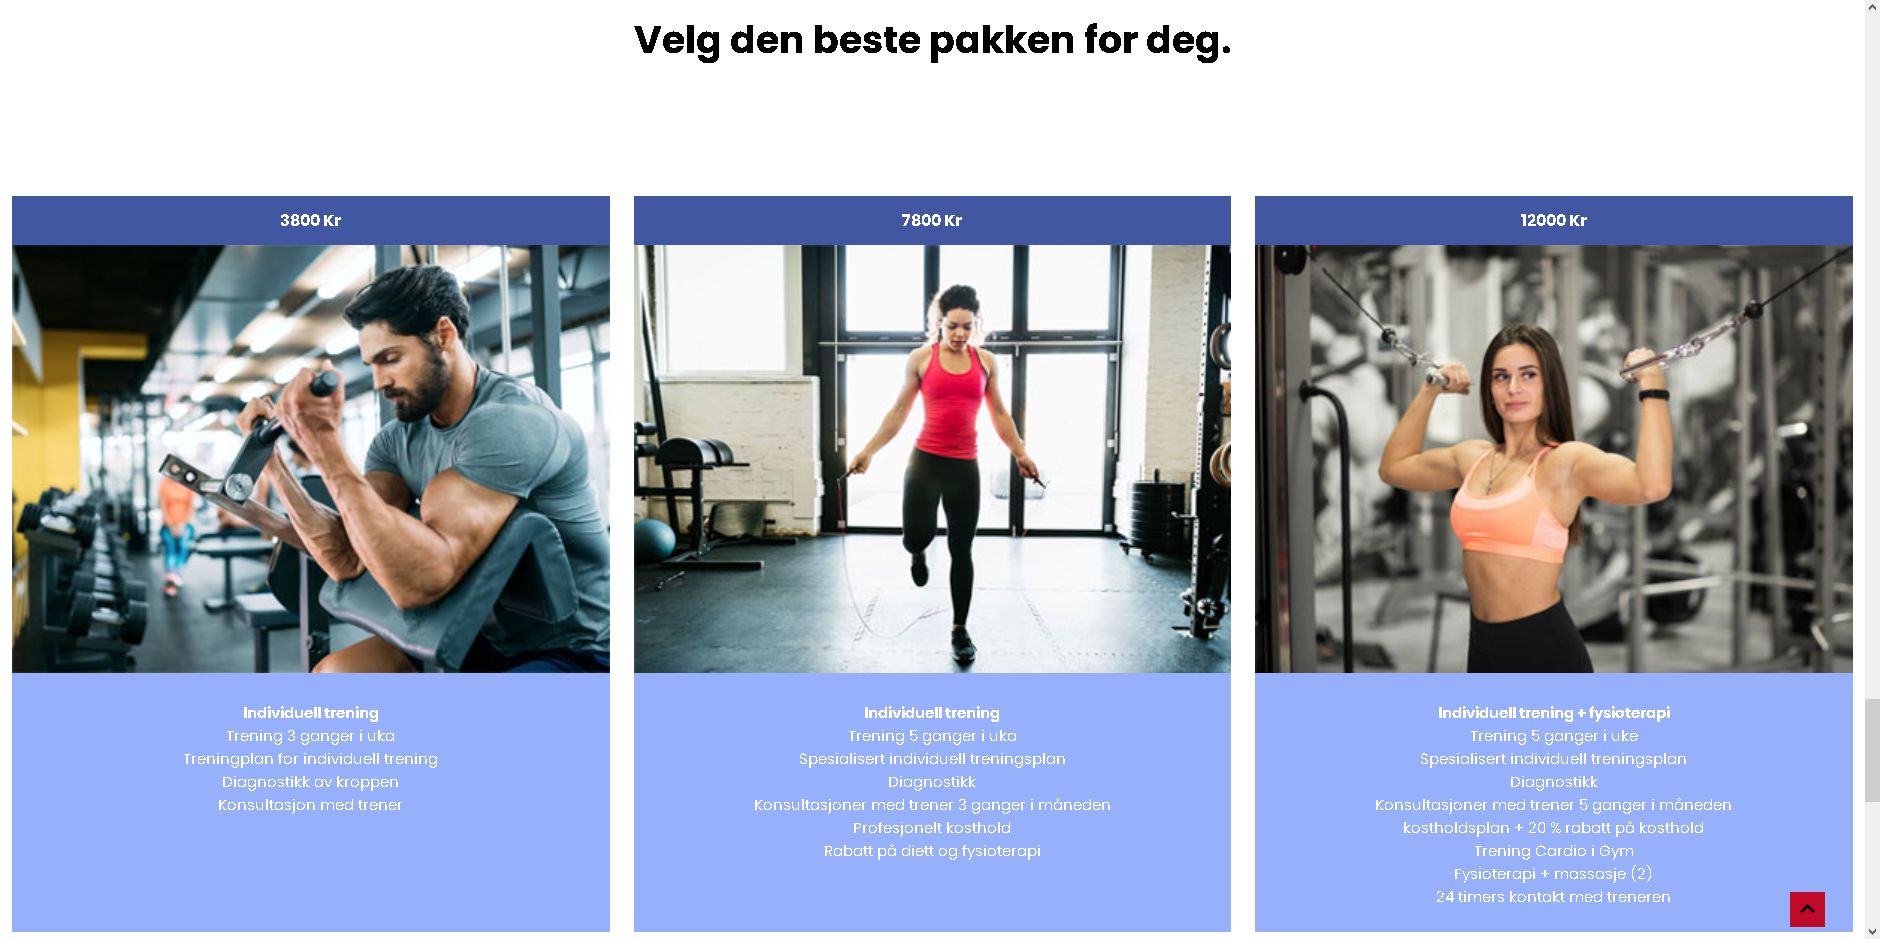 Velg den beste pakken for deg.
3800 Kr
Individuell trening
Trening 3 ganger i uka
Treningplan for individuell trening
Diagnostikk av kroppen
Konsultasjon med trener
7800 Kr
Individuell trening
Trening 5 ganger i uka
Spesialisert individuell treningsplan
Diagnostikk
Konsultasjoner med trener 3 ganger i måneden
Profesjonelt kosthold
Rabatt på diett og fysioterapi
12000 Kr
Individuell trening + fysioterapi
Trening 5 ganger i uke
Spesialisert individuell treningsplan
Diagnostikk
Konsultasjoner med trener 5 ganger i måneden
kostholdsplan + 20 % rabatt på kosthold
Trening Cardio i Gym
Fysioterapi + massasje (2)
24 timers kontakt med treneren